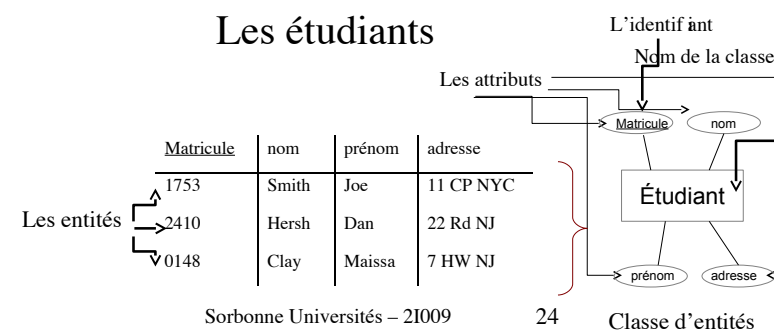 Les étudiants
L'identifiant
Nom de la classe
Les attributs
Matricule nom
Matricule nom prénom adresse
1753 Smith Joe 11 CP NYC
Étudiant
Les entités
2410 Hersh Dan 22 Rd NJ
0148 Clay Maissa 7 HW NJ
prénom adresse
Sorbonne Universités – 2I009 24 Classe d'entités